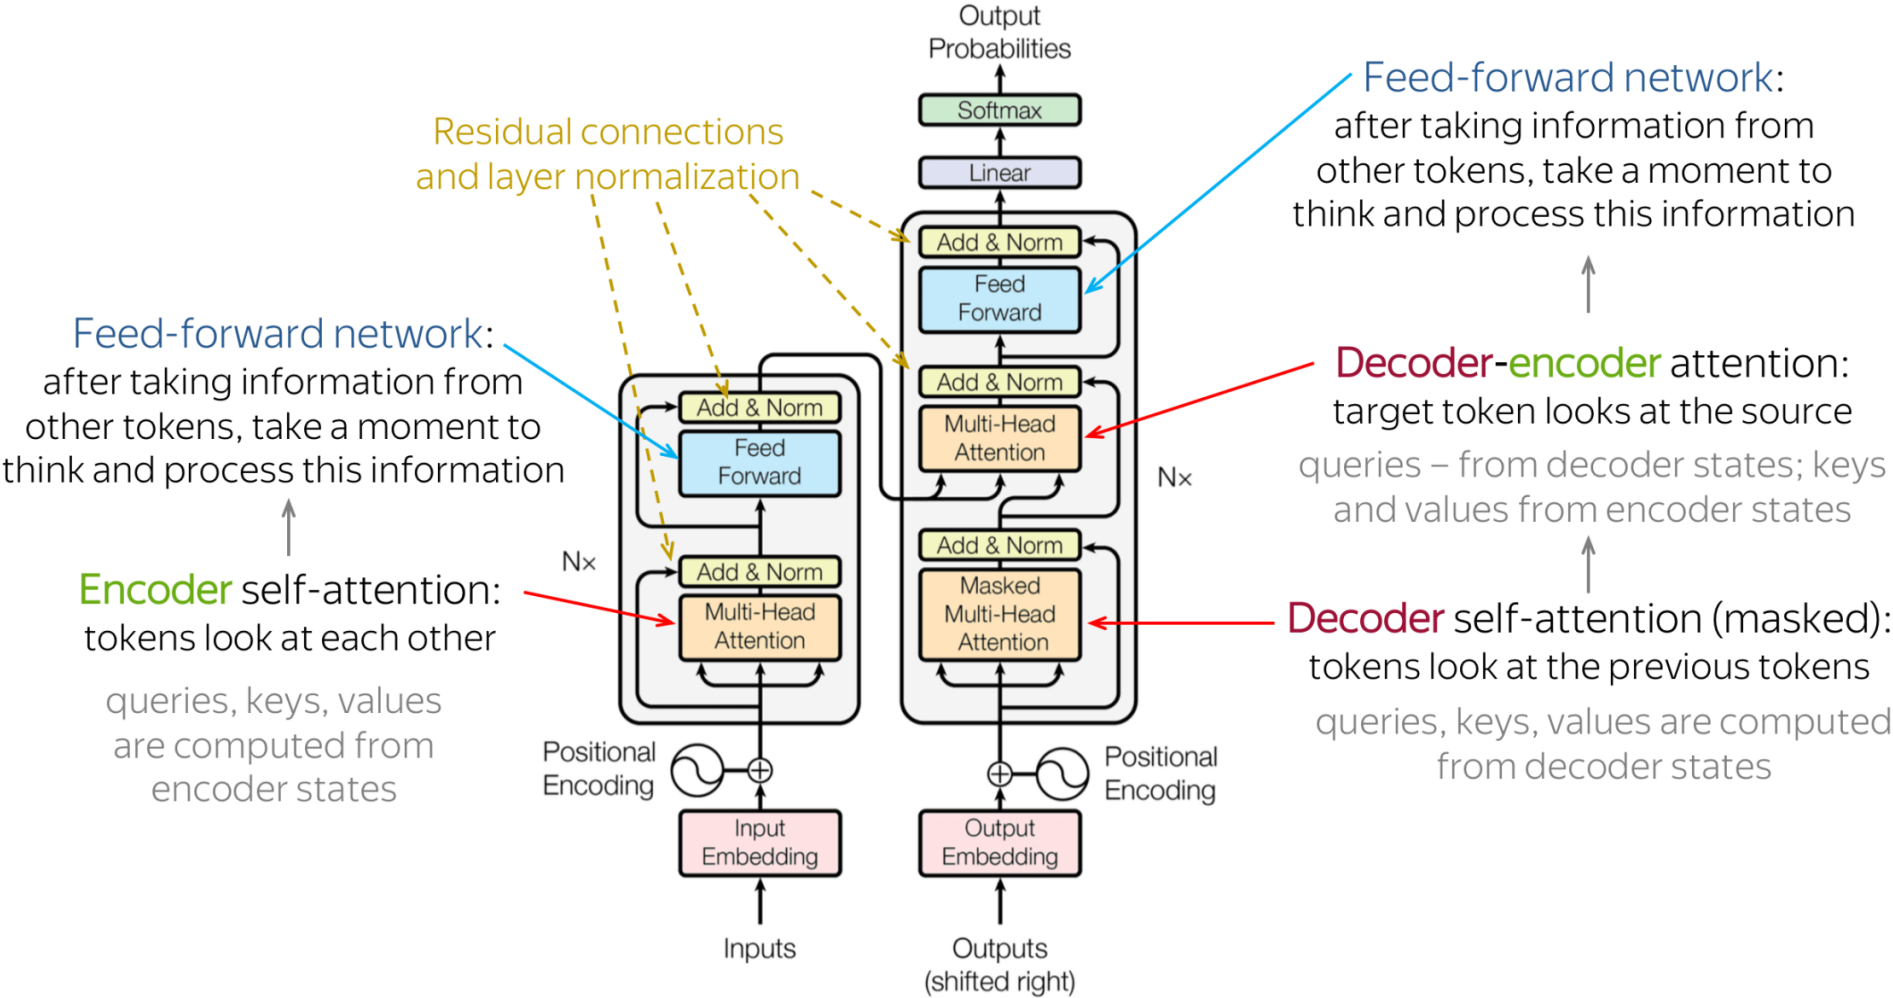 Output
Probabilities
Softmax
Linear
Add & Norm
Feed
Forward
Add & Norm
Multi-Head
Attention
Nx
Add & Norm
Masked
Multi-Head
Attention
Positional
Encoding
Output
Embedding
Outputs
(shifted right)
Residual connections
and layer normalization
Add & Norm
Feed
Forward
Nx
Add & Norm
Multi-Head
Attention
Positional
Encoding
Input
Embedding
Inputs
Feed-forward network:
after taking information from
other tokens, take a moment to
think and process this information
Encoder self-attention:
tokens look at each other
queries, keys, values
are computed from
encoder states
Feed-forward network:
after taking information from
other tokens, take a moment to
think and process this information
Decoder-encoder attention:
target token looks at the source
queries – from decoder states; keys
and values from encoder states
Decoder self-attention (masked):
tokens look at the previous tokens
queries, keys, values are computed
from decoder states